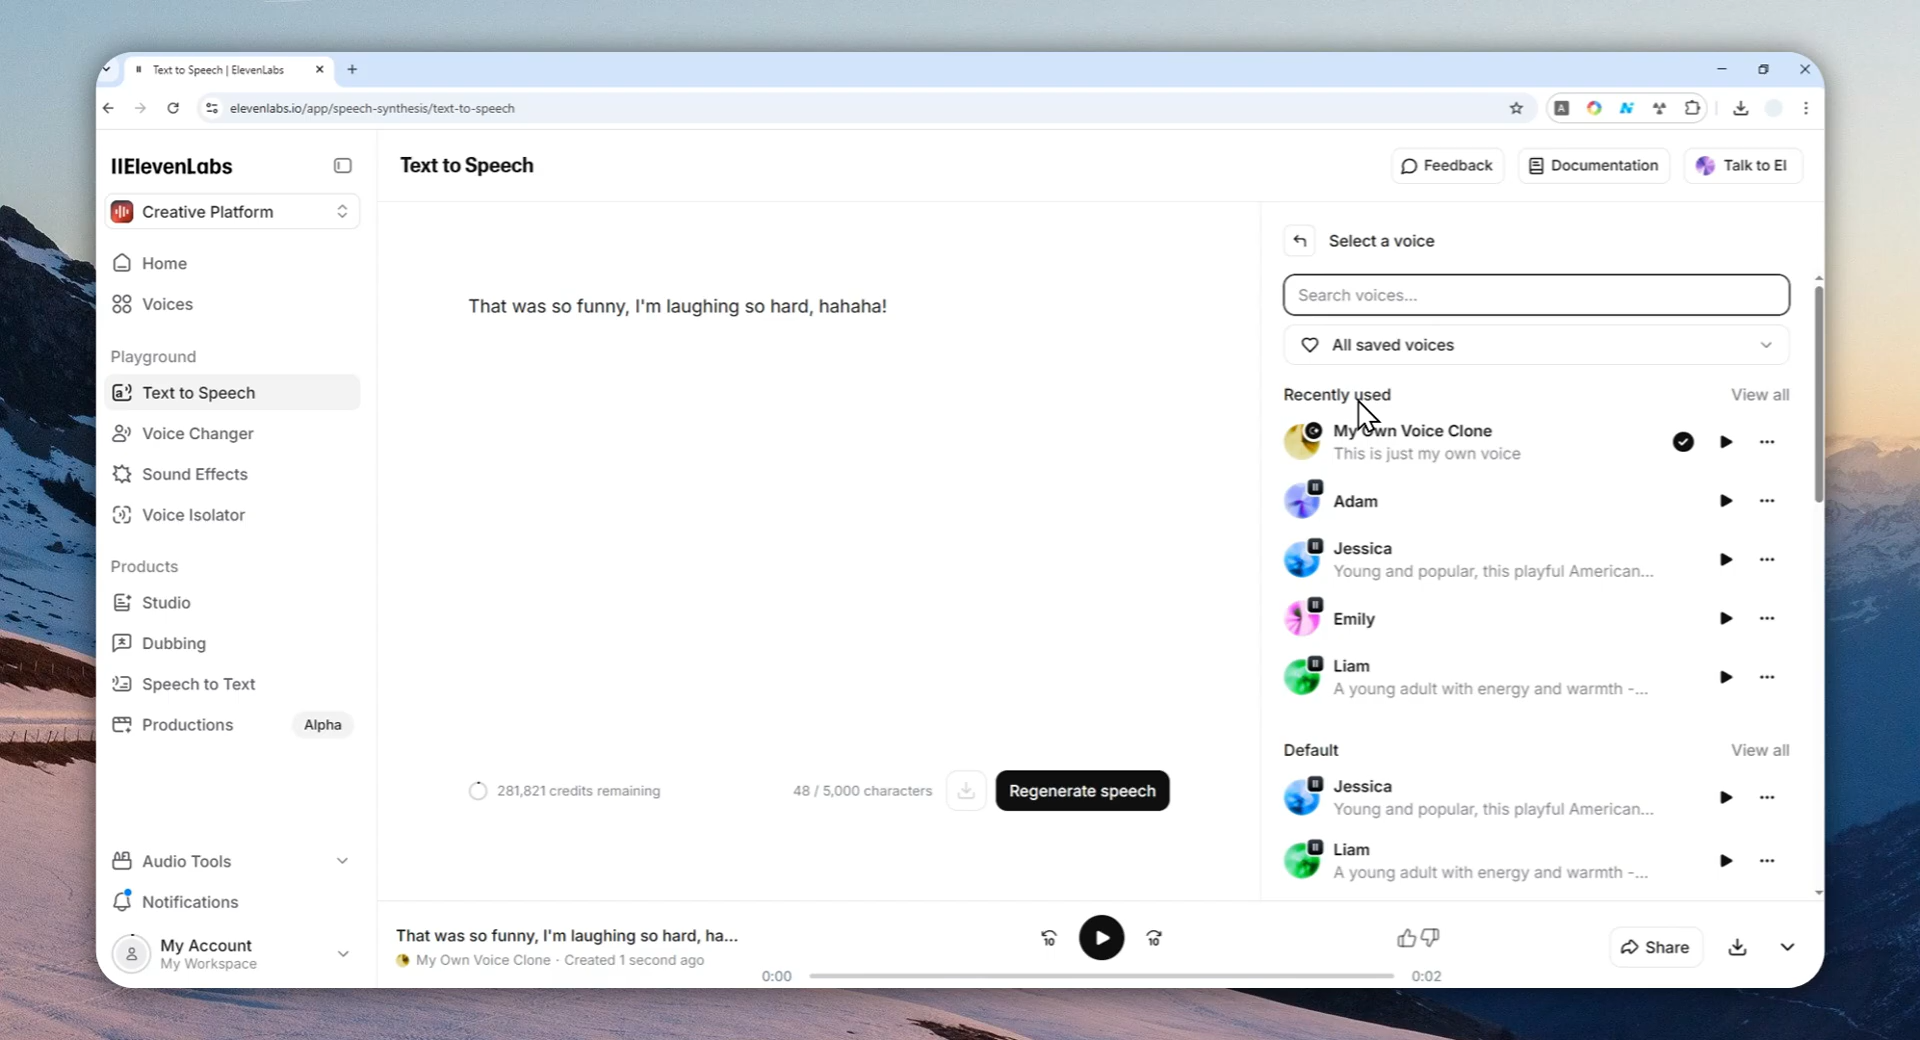 Text to Speech | ElevenLabs
elevenlabs.io/app/speech-synthesis/text-to-speech
IIElevenLabs
Creative Platform
Home
Voices
Playground
Text to Speech
Voice Changer
Sound Effects
Voice Isolator
Products
Studio
Dubbing
Speech to Text
Productions Alpha
Audio Tools
Notifications
My Account
My Workspace
Text to Speech
Feedback
Documentation
Talk to El
That was so funny, I'm laughing so hard, hahaha!
281,821 credits remaining
48 / 5,000 characters
Regenerate speech
Select a voice
Search voices...
All saved voices
Recently used View all
My Own Voice Clone
This is just my own voice
Adam
Jessica
Young and popular, this playful American...
Emily
Liam
A young adult with energy and warmth -...
Default View all
Jessica
Young and popular, this playful American...
Liam
A young adult with energy and warmth -...
That was so funny, I'm laughing so hard, ha...
My Own Voice Clone · Created 1 second ago
10
10
0:00
0:02
Share